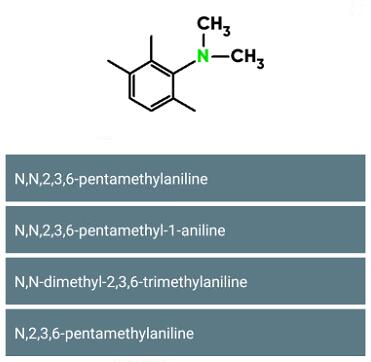 CH3
N
CH3
N,N,2,3,6-pentamethylaniline
N,N,2,3,6-pentamethyl-1-aniline
N,N-dimethyl-2,3,6-trimethylaniline
N,2,3,6-pentamethylaniline